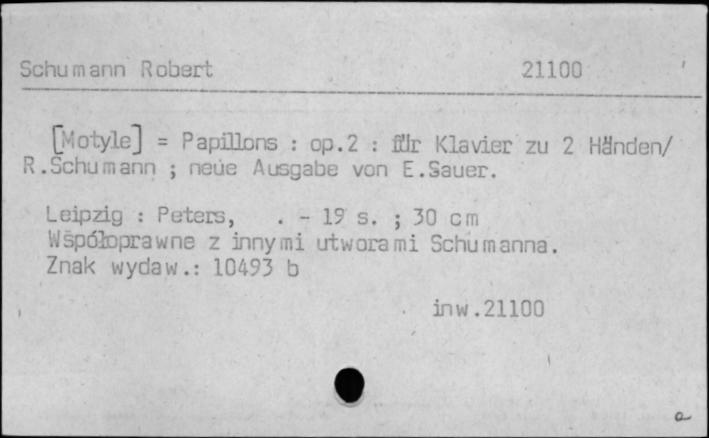 Schumann Robert 21100
[Motyle] = Papillons : op.2 : für Klavier zu 2 Händen/
R.Schumann ; neue Ausgabe von E.Sauer.
Leipzig : Peters, . - 19 s. ; 30 cm
Współoprawne z innymi utworami Schumanna.
Znak wydaw.: 10493 b
inw.21100
a